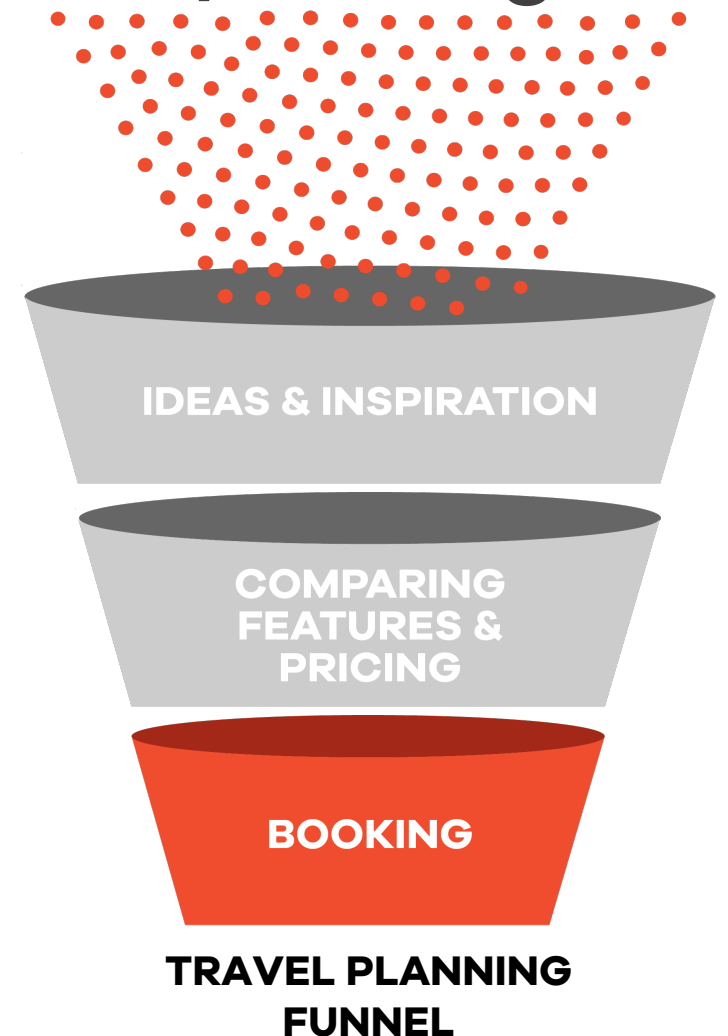 IDEAS & INSPIRATION
COMPARING
FEATURES &
PRICING
BOOKING
TRAVEL PLANNING
FUNNEL